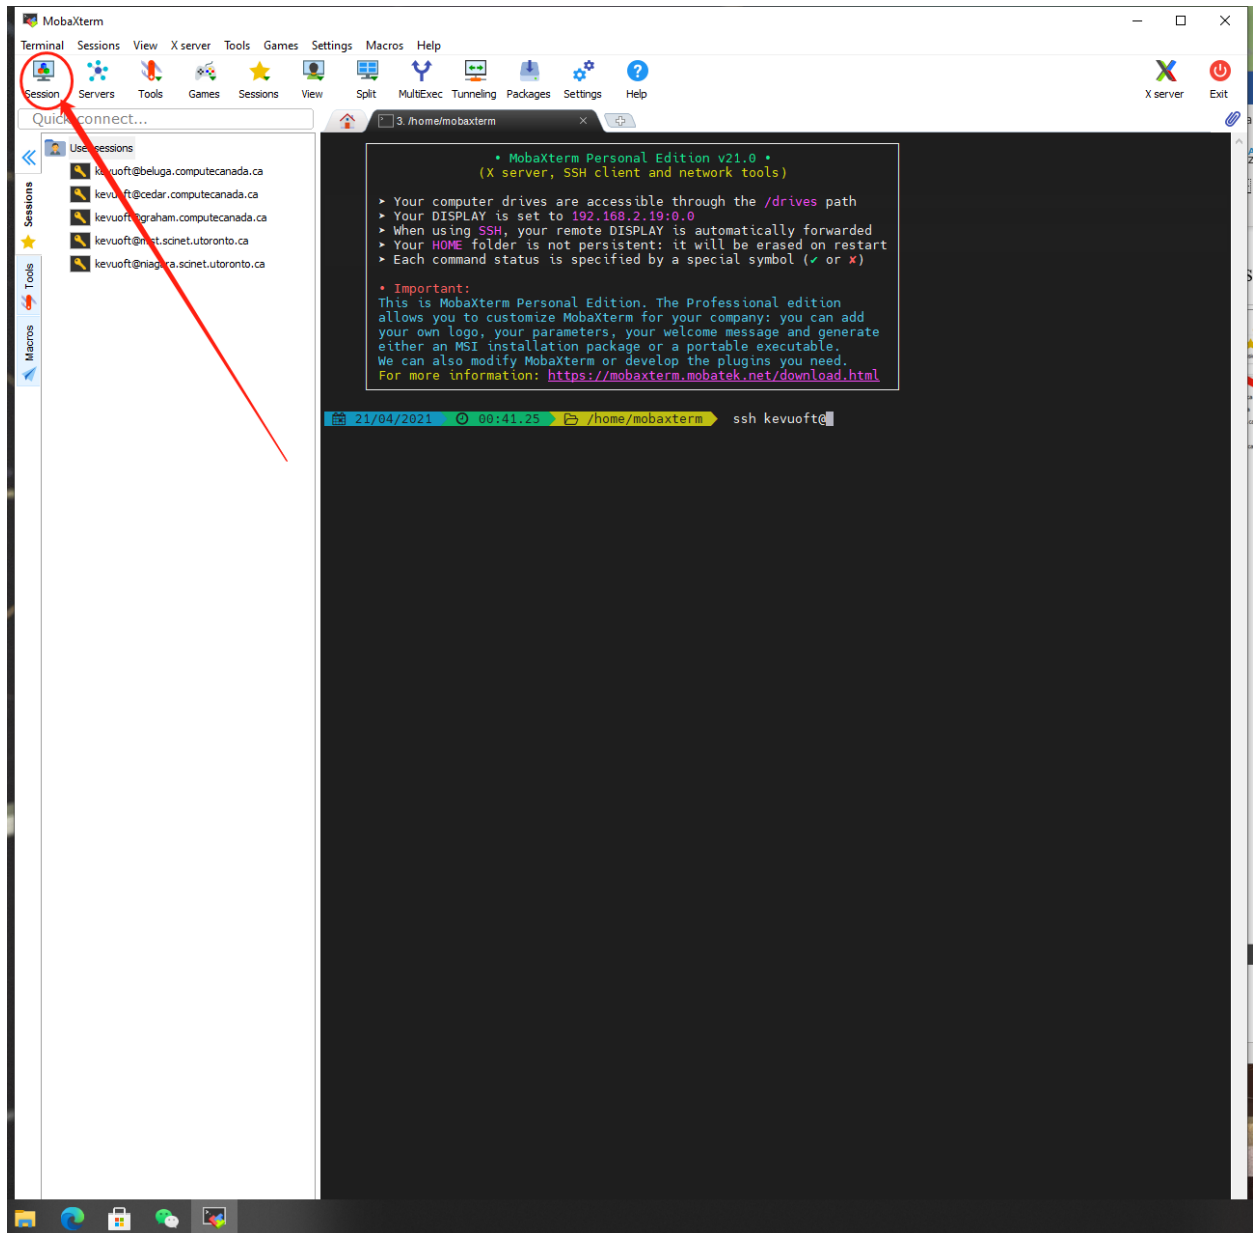 MobaXterm
Terminal Sessions View X server Tools Games Settings Macros Help
Session Servers Tools Games Sessions View Split MultiExec Tunneling Packages Settings Help X server Exit
Quick connect...
3. /home/mobaxterm
User sessions
kevuoft@beluga.computecanada.ca
kevuoft@cedar.computecanada.ca
kevuoft@graham.computecanada.ca
kevuoft@mist.scinet.utoronto.ca
kevuoft@niagara.scinet.utoronto.ca
Sessions
Tools
Macros
• MobaXterm Personal Edition v21.0 •
(X server, SSH client and network tools)
➤ Your computer drives are accessible through the /drives path
➤ Your DISPLAY is set to 192.168.2.19:0.0
➤ When using SSH, your remote DISPLAY is automatically forwarded
➤ Your HOME folder is not persistent: it will be erased on restart
➤ Each command status is specified by a special symbol (✓ or ✗)
• Important:
This is MobaXterm Personal Edition. The Professional edition
allows you to customize MobaXterm for your company: you can add
your own logo, your parameters, your welcome message and generate
either an MSI installation package or a portable executable.
We can also modify MobaXterm or develop the plugins you need.
For more information: https://mobaxterm.mobatek.net/download.html
21/04/2021 00:41.25 /home/mobaxterm ssh kevuoft@